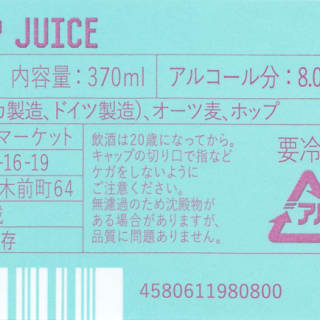 JUICE
内容量：370ml アルコール分：8.0
製造、ドイツ製造）、オーツ麦、ホップ
マーケット
-16-19
木前町64
存
飲酒は20歳になってから。
キャップの切り口で指など
ケガをしないように
ご注意ください。
無濾過のため沈殿物が
ある場合がありますが、
品質に問題ありません。
要冷
アル
4580611980800